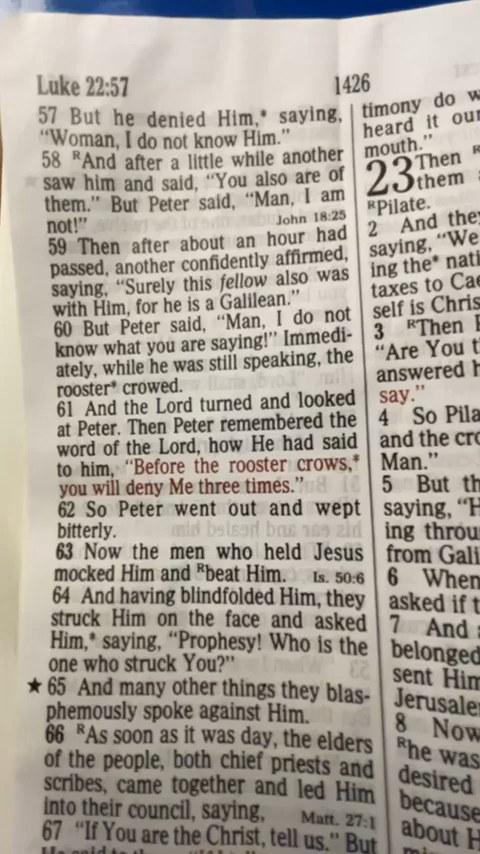 Luke 22:57
1426
57 But he denied Him,* saying,
"Woman, I do not know Him."
58 ᴿAnd after a little while another
saw him and said, "You also are of
them." But Peter said, "Man, I am
not!" John 18:25
59 Then after about an hour had
passed, another confidently affirmed,
saying, "Surely this fellow also was
with Him, for he is a Galilean."
60 But Peter said, "Man, I do not
know what you are saying!" Immedi-
ately, while he was still speaking, the
rooster* crowed.
61 And the Lord turned and looked
at Peter. Then Peter remembered the
word of the Lord, how He had said
to him, "Before the rooster crows,*
you will deny Me three times."
62 So Peter went out and wept
bitterly.
63 Now the men who held Jesus
mocked Him and ᴿbeat Him. Is. 50:6
64 And having blindfolded Him, they
struck Him on the face and asked
Him,* saying, "Prophesy! Who is the
one who struck You?"
★ 65 And many other things they blas-
phemously spoke against Him.
66 ᴿAs soon as it was day, the elders
of the people, both chief priests and
scribes, came together and led Him
into their council, saying, Matt. 27:1
67 "If You are the Christ, tell us." But
timony do
heard it
mouth."
23 Then
them
ᴿPilate.
2 And they
saying, "We
ing the* nati
taxes to Cae
self is Chris
3 ᴿThen
"Are You
answered
say."
4 So Pila
and the
Man."
5 But
saying,
ing throu
from Gali
6 When
asked if
7 And
belonged
sent Him
Jerusale
8 Now
ᴿhe was
desired
because
about